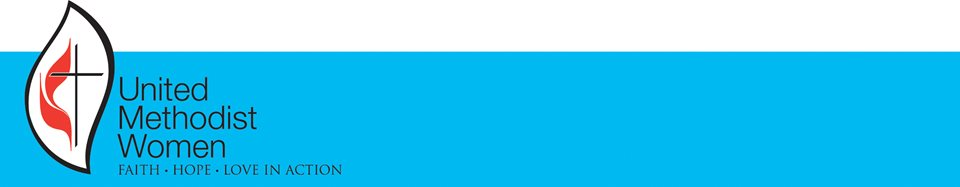 United
Methodist
Women
FAITH • HOPE • LOVE IN ACTION